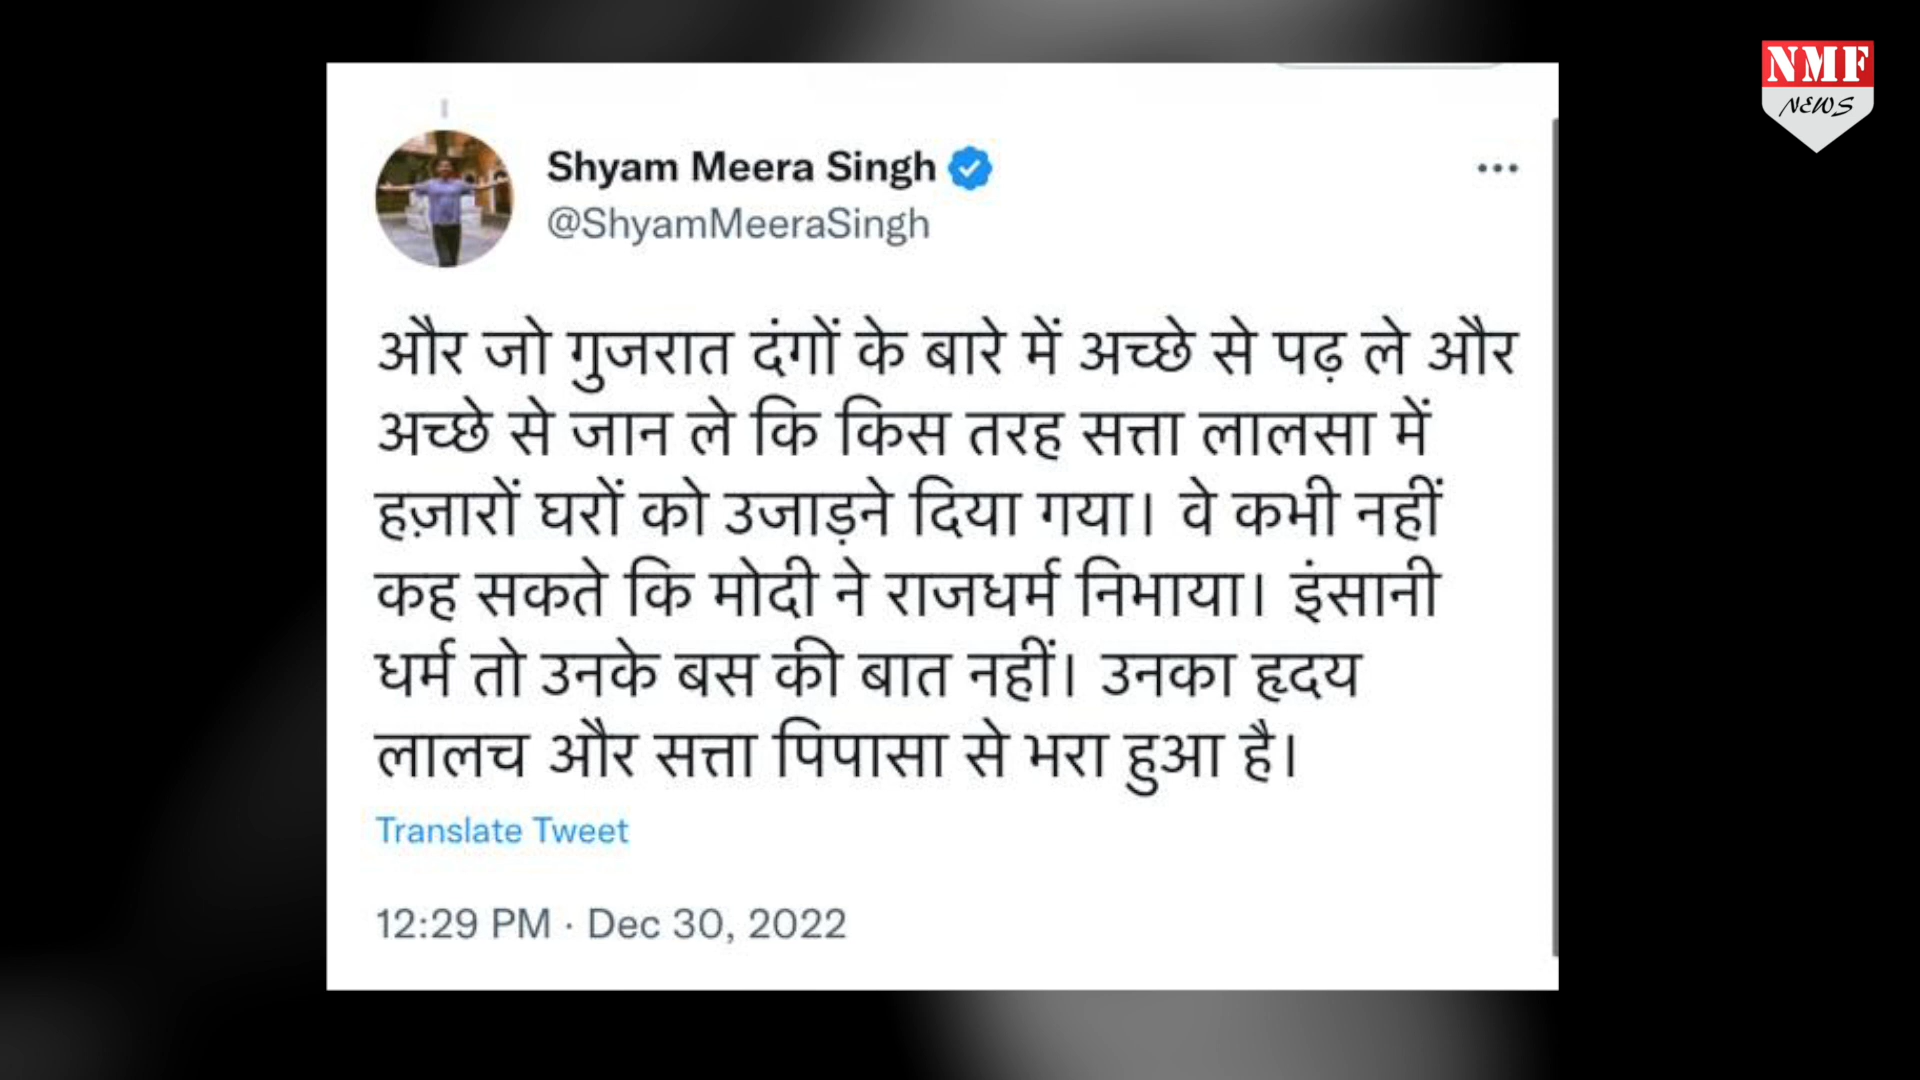 NMF
NEWS
Shyam Meera Singh
@ShyamMeeraSingh
और जो गुजरात दंगों के बारे में अच्छे से पढ़ ले और
अच्छे से जान ले कि किस तरह सत्ता लालसा में
हज़ारों घरों को उजाड़ने दिया गया। वे कभी नहीं
कह सकते कि मोदी ने राजधर्म निभाया। इंसानी
धर्म तो उनके बस की बात नहीं। उनका हृदय
लालच और सत्ता पिपासा से भरा हुआ है।
Translate Tweet
12:29 PM · Dec 30, 2022